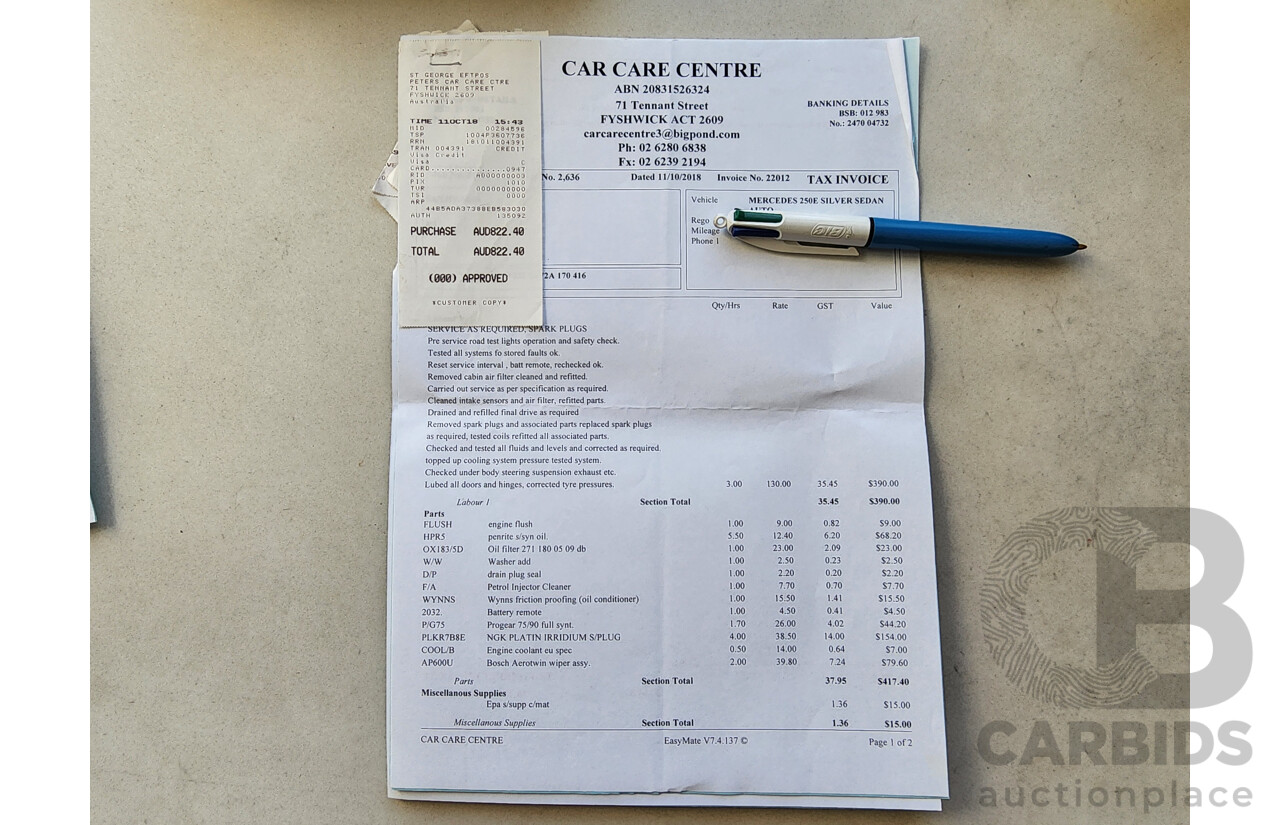 ST GEORGE EFTPOS
PETERS CAR CARE CTRE
71 TENNANT STREET
FYSHWICK 2609
Australia
TIME 11OCT18 15:43
MID 00284596
TSP 1004P3607736
RRN 181011004391
TRAN 004391 CREDIT
Visa Credit
Visa C
CARD..............0947
RID A000000003
PIX 1010
TUR 0000000000
TSI 0000
ARP
4485ADA37388EB583030
AUTH 135092
PURCHASE AUD822.40
TOTAL AUD822.40
(000) APPROVED
*CUSTOMER COPY*
CAR CARE CENTRE
ABN 20831526324
71 Tennant Street
FYSHWICK ACT 2609
carcarecentre3@bigpond.com
Ph: 02 6280 6838
Fx: 02 6239 2194
BANKING DETAILS
BSB: 012 983
No.: 2470 04732
No. 2,636 Dated 11/10/2018 Invoice No. 22012 TAX INVOICE
Vehicle MERCEDES 250E SILVER SEDAN
AUTO
Rego
Mileage
Phone 1
BIC
2A 170 416
Qty/Hrs Rate GST Value
SERVICE AS REQUIRED, SPARK PLUGS
Pre service road test lights operation and safety check.
Tested all systems fo stored faults ok.
Reset service interval , batt remote, rechecked ok.
Removed cabin air filter cleaned and refitted.
Carried out service as per specification as required.
Cleaned intake sensors and air filter, refitted parts.
Drained and refilled final drive as required
Removed spark plugs and associated parts replaced spark plugs
as required, tested coils refitted all associated parts.
Checked and tested all fluids and levels and corrected as required.
topped up cooling system pressure tested system.
Checked under body steering suspension exhaust etc.
Lubed all doors and hinges, corrected tyre pressures. 3.00 130.00 35.45 $390.00
Labour 1 Section Total 35.45 $390.00
Parts
FLUSH engine flush 1.00 9.00 0.82 $9.00
HPR5 penrite s/syn oil. 5.50 12.40 6.20 $68.20
OX183/5D Oil filter 271 180 05 09 db 1.00 23.00 2.09 $23.00
W/W Washer add 1.00 2.50 0.23 $2.50
D/P drain plug seal 1.00 2.20 0.20 $2.20
F/A Petrol Injector Cleaner 1.00 7.70 0.70 $7.70
WYNNS Wynns friction proofing (oil conditioner) 1.00 15.50 1.41 $15.50
2032. Battery remote 1.00 4.50 0.41 $4.50
P/G75 Progear 75/90 full synt. 1.70 26.00 4.02 $44.20
PLKR7B8E NGK PLATIN IRRIDIUM S/PLUG 4.00 38.50 14.00 $154.00
COOL/B Engine coolant eu spec 0.50 14.00 0.64 $7.00
AP600U Bosch Aerotwin wiper assy. 2.00 39.80 7.24 $79.60
Parts Section Total 37.95 $417.40
Miscellanous Supplies
Epa s/supp c/mat 1.36 $15.00
Miscellanous Supplies Section Total 1.36 $15.00
CAR CARE CENTRE EasyMate V7.4.137 © Page 1 of 2
CB
CARBIDS
auctionplace